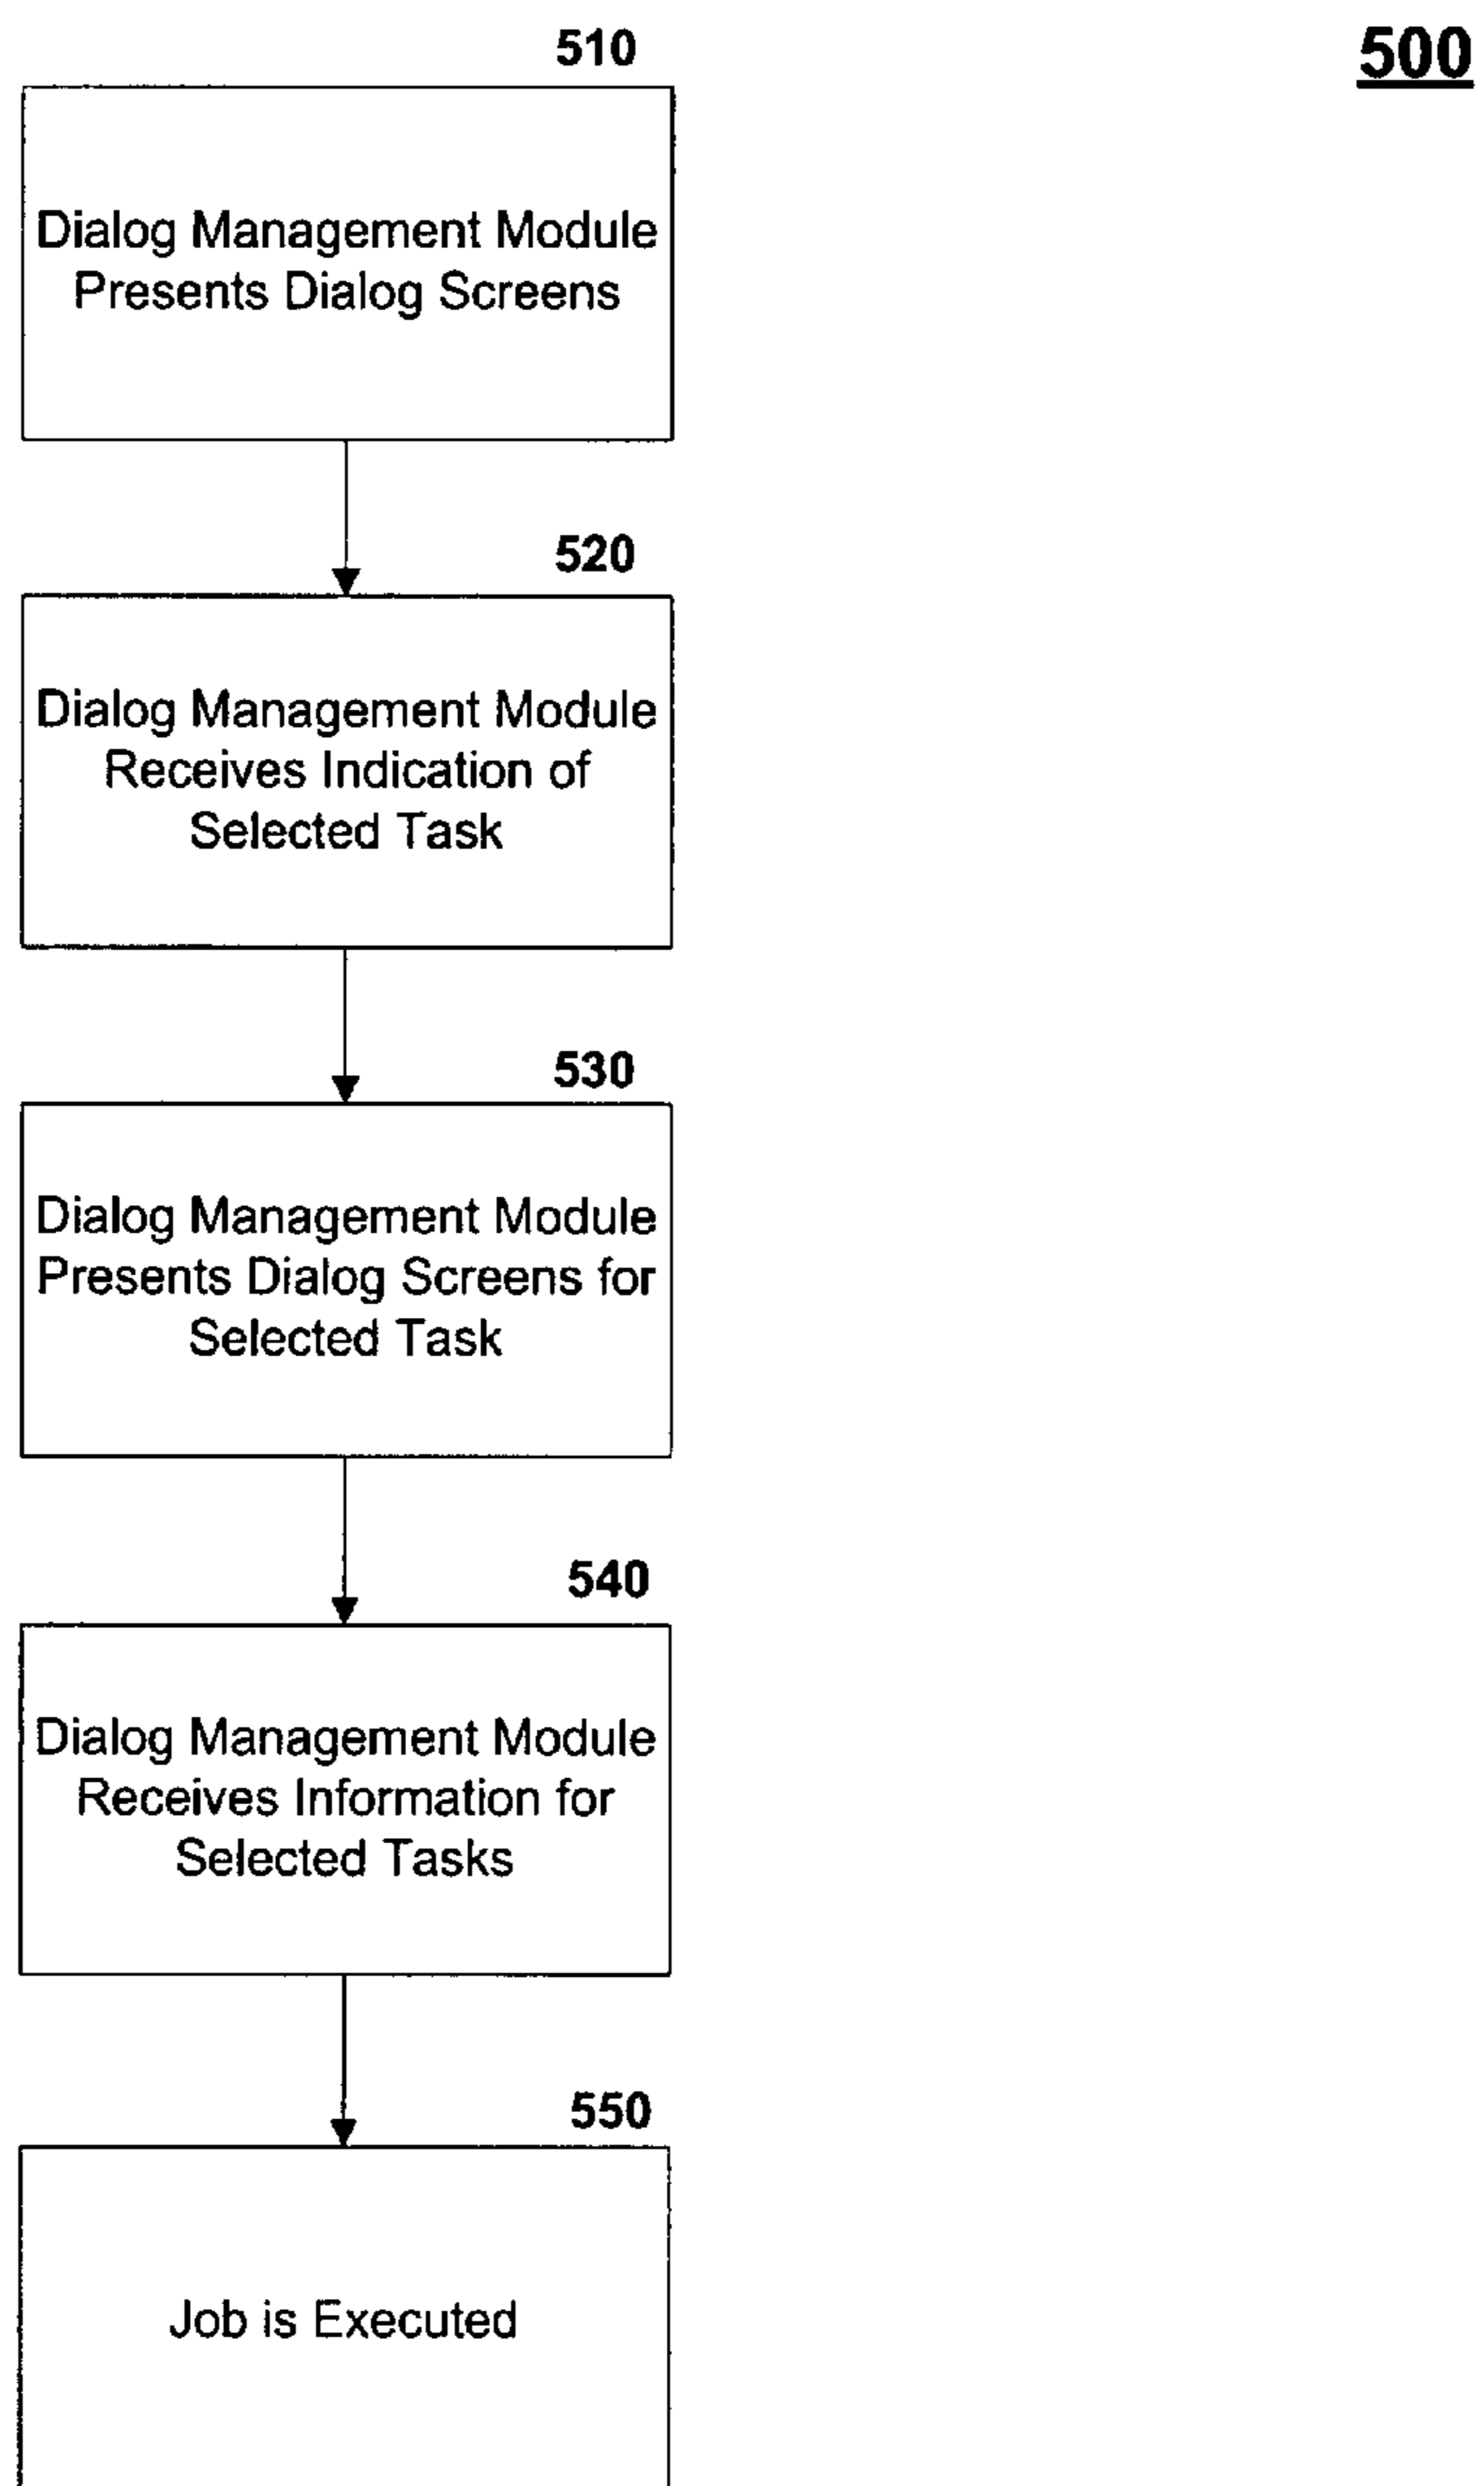 510
500
Dialog Management Module
Presents Dialog Screens
520
Dialog Management Module
Receives Indication of
Selected Task
530
Dialog Management Module
Presents Dialog Screens for
Selected Task
540
Dialog Management Module
Receives Information for
Selected Tasks
550
Job is Executed